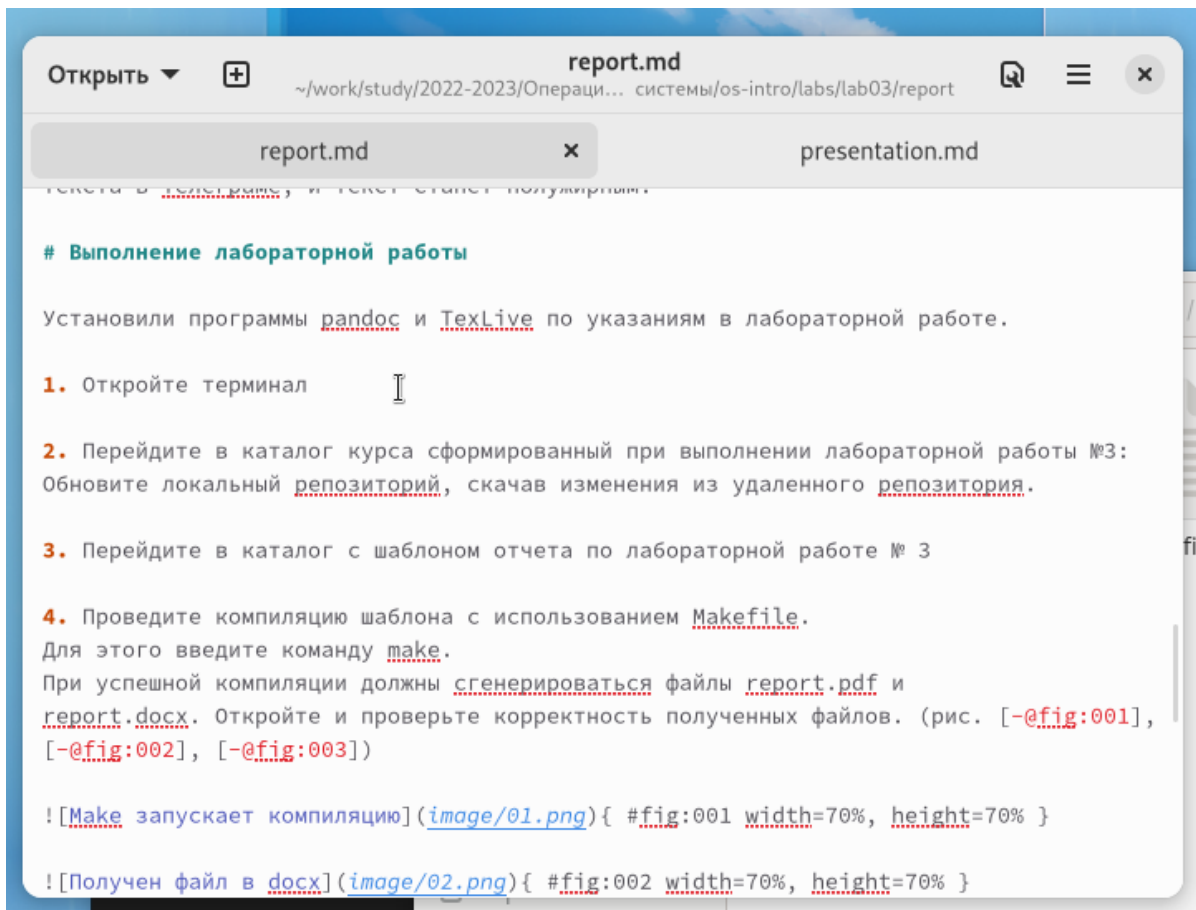 Открыть
report.md
~/work/study/2022-2023/Операци… системы/os-intro/labs/lab03/report
report.md
presentation.md
текста в Телеграме, и текст станет полужирным.
# Выполнение лабораторной работы
Установили программы pandoc и TexLive по указаниям в лабораторной работе.
1. Откройте терминал
2. Перейдите в каталог курса сформированный при выполнении лабораторной работы №3:
Обновите локальный репозиторий, скачав изменения из удаленного репозитория.
3. Перейдите в каталог с шаблоном отчета по лабораторной работе № 3
4. Проведите компиляцию шаблона с использованием Makefile.
Для этого введите команду make.
При успешной компиляции должны сгенерироваться файлы report.pdf и
report.docx. Откройте и проверьте корректность полученных файлов. (рис. [-@fig:001],
[-@fig:002], [-@fig:003])
![Make запускает компиляцию](image/01.png){ #fig:001 width=70%, height=70% }
![Получен файл в docx](image/02.png){ #fig:002 width=70%, height=70% }
fi